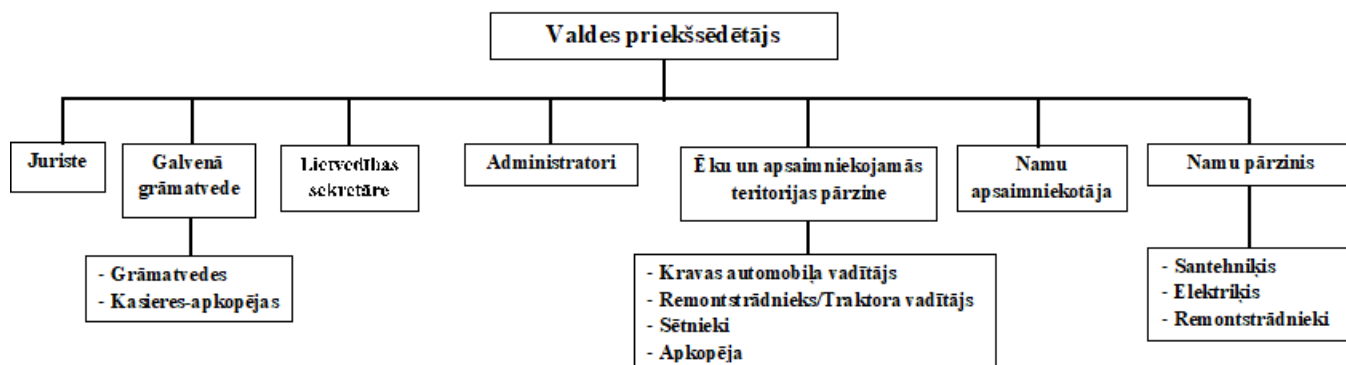 Valdes priekšsēdētājs
Juriste
Galvenā
grāmatvede
Lietvedības
sekretāre
Administratori
Ēku un apsaimniekojamās
teritorijas pārzine
Namu
apsaimniekotāja
Namu pārzinis
- Grāmatvedes
- Kasieres-apkopējas
- Kravas automobiļa vadītājs
- Remontstrādnieks/Traktora vadītājs
- Sētnieki
- Apkopēja
- Santehniķis
- Elektriķis
- Remontstrādnieki